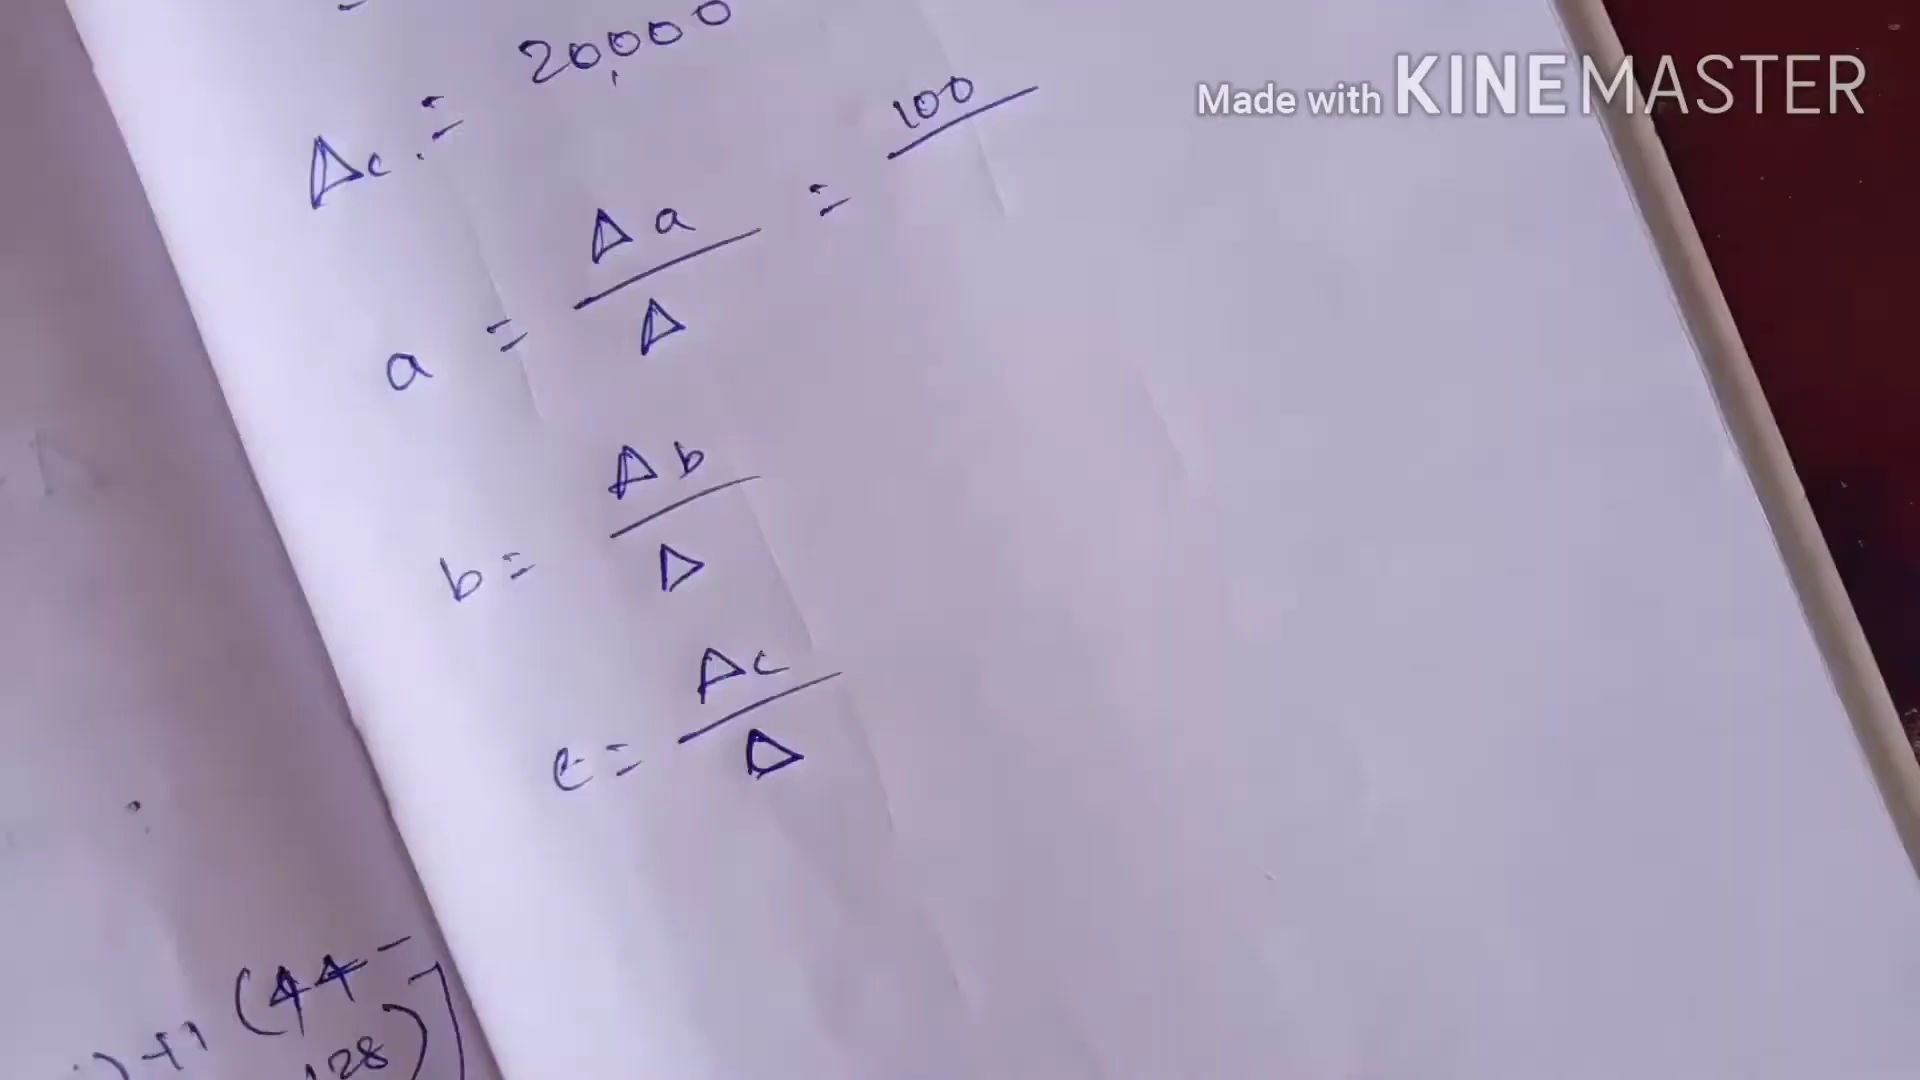 Δc = 20,000
a = Δa / Δ = 100
b = Δb / Δ
c = Δc / Δ
(44-
128)
Made with KINEMASTER